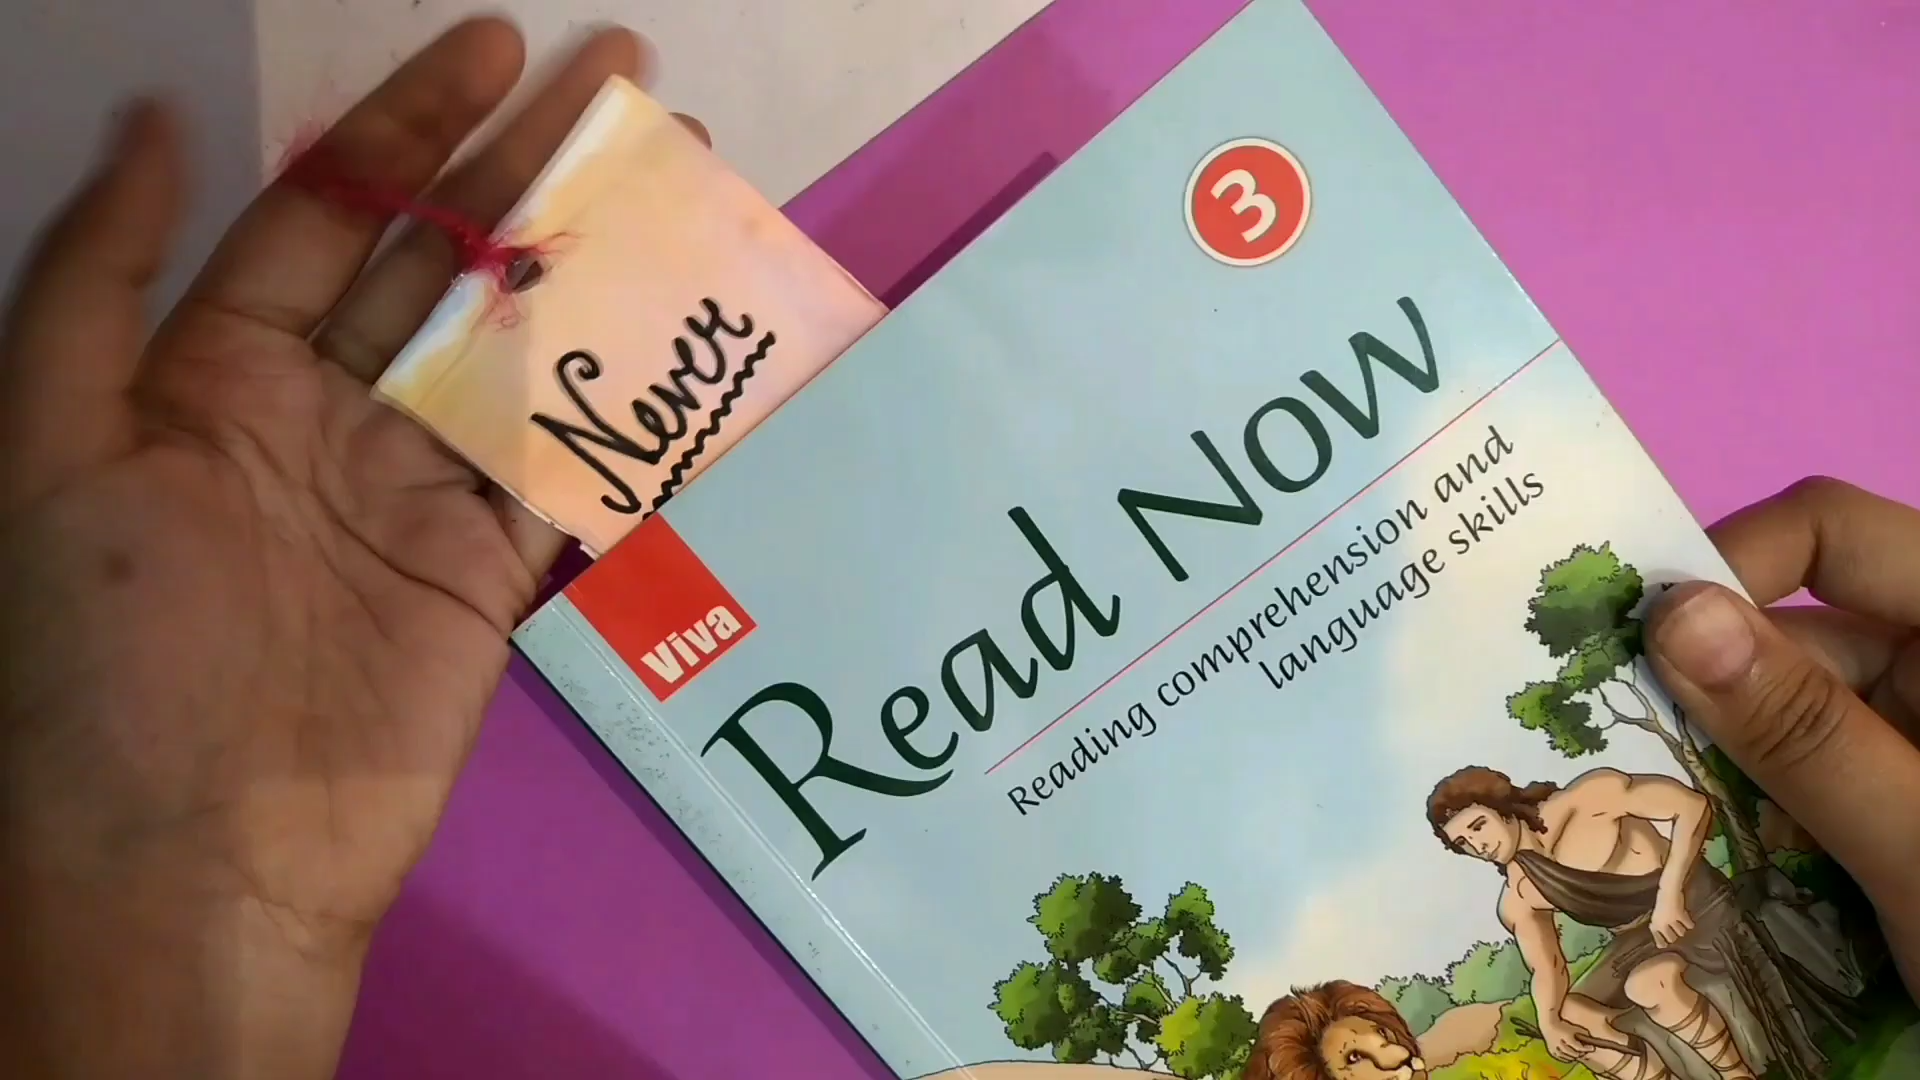 Never
3
Viva
Read Now
Reading comprehension and
language skills